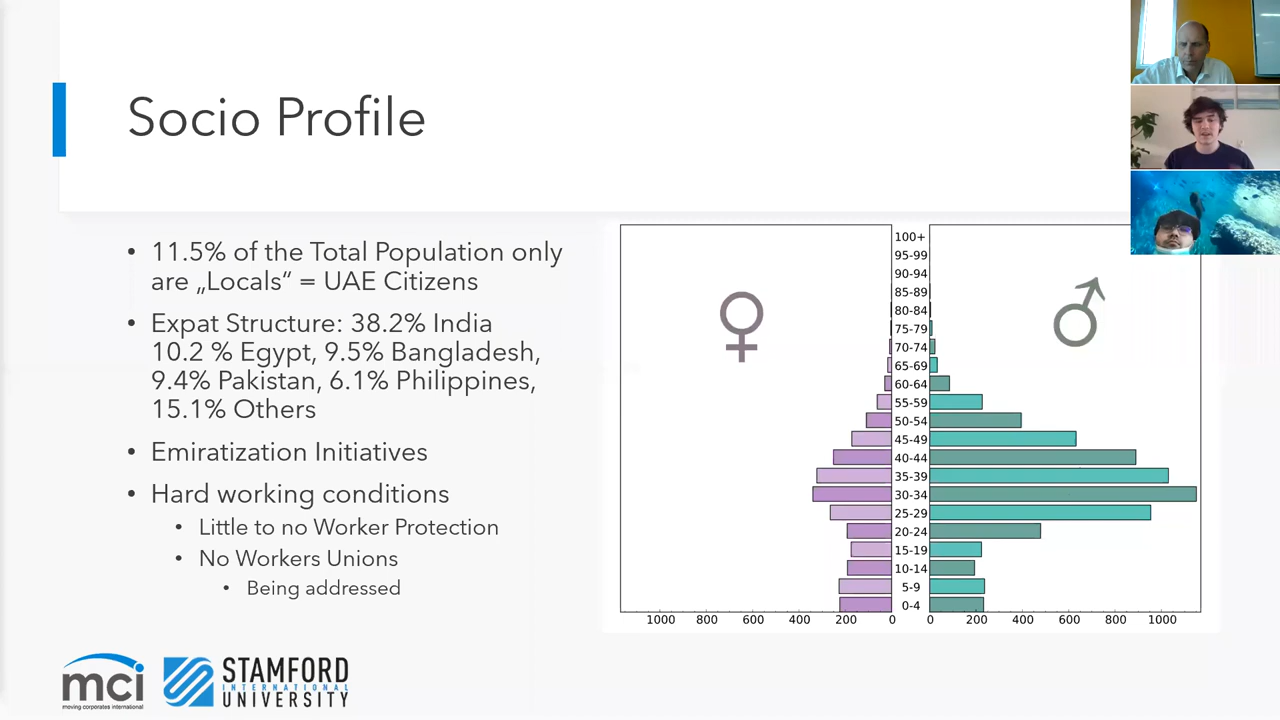 Socio Profile
• 11.5% of the Total Population only
are „Locals“ = UAE Citizens
• Expat Structure: 38.2% India
10.2 % Egypt, 9.5% Bangladesh,
9.4% Pakistan, 6.1% Philippines,
15.1% Others
• Emiratization Initiatives
• Hard working conditions
• Little to no Worker Protection
• No Workers Unions
• Being addressed
♀
♂
100+
95-99
90-94
85-89
80-84
75-79
70-74
65-69
60-64
55-59
50-54
45-49
40-44
35-39
30-34
25-29
20-24
15-19
10-14
5-9
0-4
1000 800 600 400 200 0 0 200 400 600 800 1000
mci
moving corporates international
STAMFORD
INTERNATIONAL
UNIVERSITY